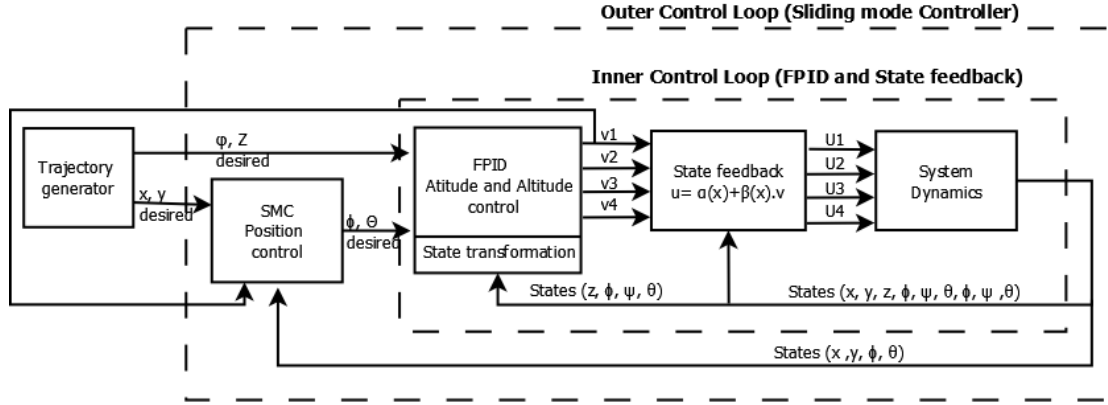 Outer Control Loop (Sliding mode Controller)
Inner Control Loop (FPID and State feedback)
Trajectory
generator
φ, Z
desired
x, y
desired
SMC
Position
control
ϕ, Θ
desired
FPID
Atitude and Altitude
control
State transformation
v1
v2
v3
v4
State feedback
u= α(x)+β(x).v
U1
U2
U3
U4
System
Dynamics
States (z, ϕ, ψ, θ)
States (x, y, z, ϕ, ψ, θ, ϕ, ψ ,θ)
States (x ,y, ϕ, θ)